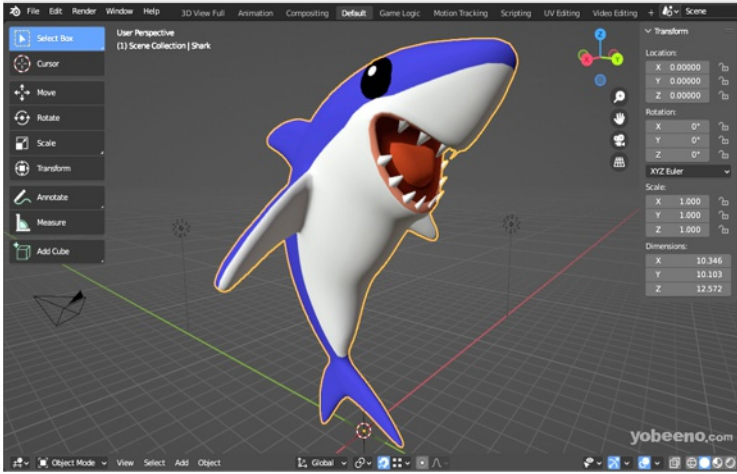 File Edit Render Window Help 3D View Full Animation Compositing Default Game Logic Motion Tracking Scripting UV Editing Video Editing + Scene
Select Box
Cursor
Move
Rotate
Scale
Transform
Annotate
Measure
Add Cube
User Perspective
(1) Scene Collection | Shark
Z
X
Y
Transform
Location:
X 0.00000
Y 0.00000
Z 0.00000
Rotation:
X 0°
Y 0°
Z 0°
XYZ Euler
Scale:
X 1.000
Y 1.000
Z 1.000
Dimensions:
X 10.346
Y 10.103
Z 12.572
yobeeno.com
Object Mode View Select Add Object Global